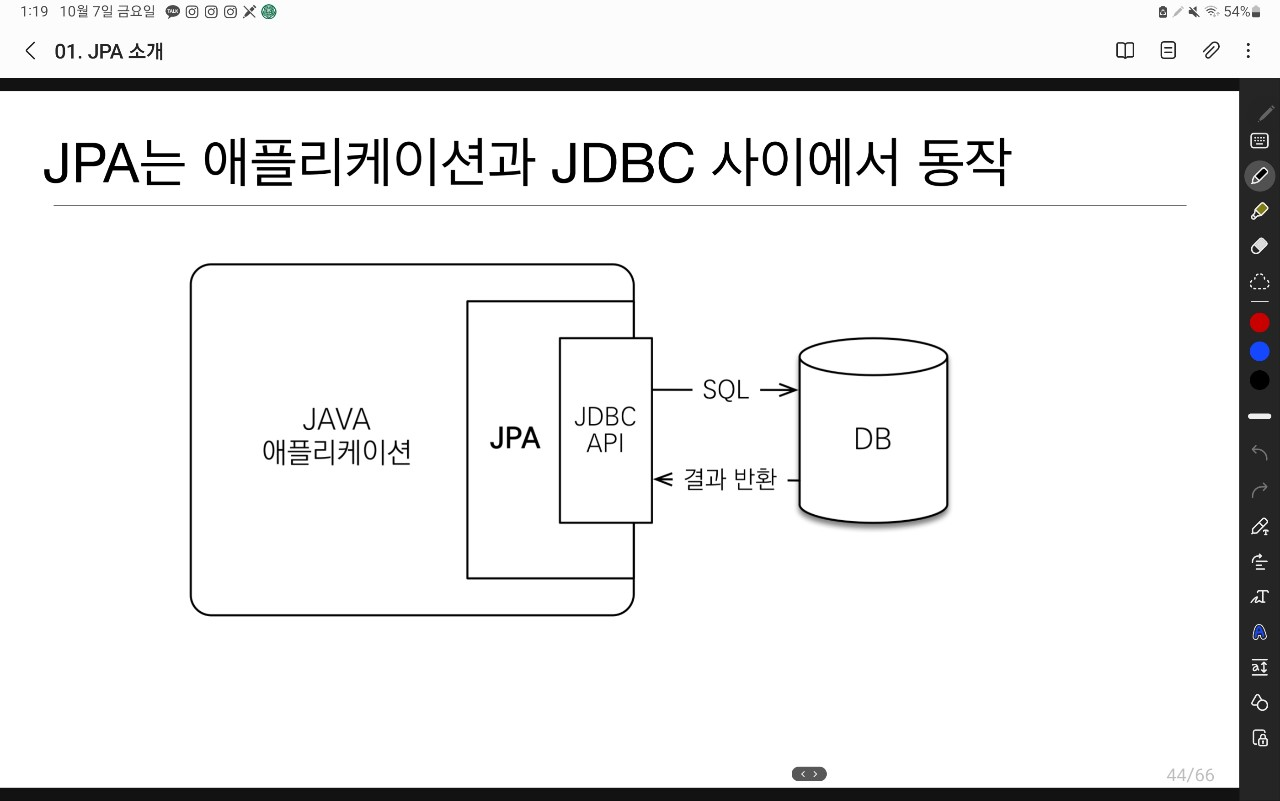 1:19 10월 7일 금요일 TALK 54%
01. JPA 소개
JPA는 애플리케이션과 JDBC 사이에서 동작
JAVA
애플리케이션
JPA
JDBC
API
SQL
결과 반환
DB
44/66